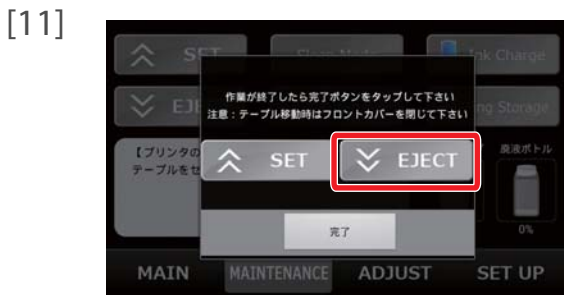 [11]
SET
Ink Charge
EJE
ng Storage
作業が終了したら完了ボタンをタップして下さい
注意：テーブル移動時はフロントカバーを閉じて下さい
【プリンタの
テーブルをセ
SET
EJECT
廃液ボトル
完了
0%
MAIN MAINTENANCE ADJUST SET UP